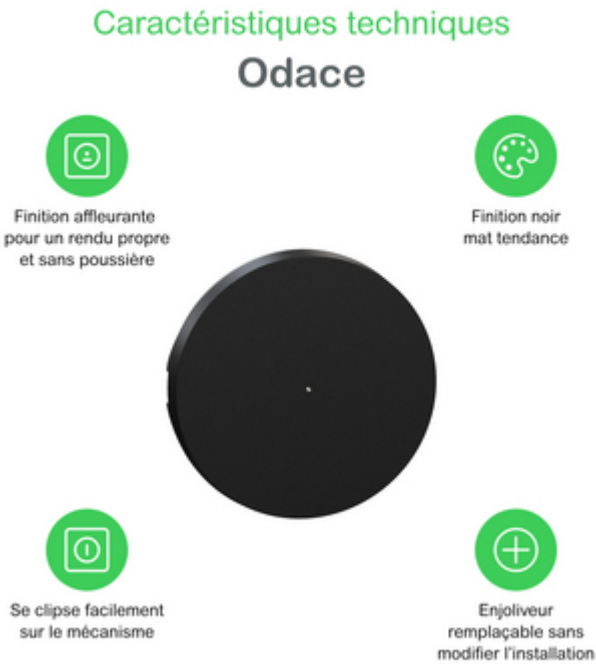 Caractéristiques techniques
Odace
Finition affleurante
pour un rendu propre
et sans poussière
Finition noir
mat tendance
Se clipse facilement
sur le mécanisme
Enjoliveur
remplaçable sans
modifier l'installation